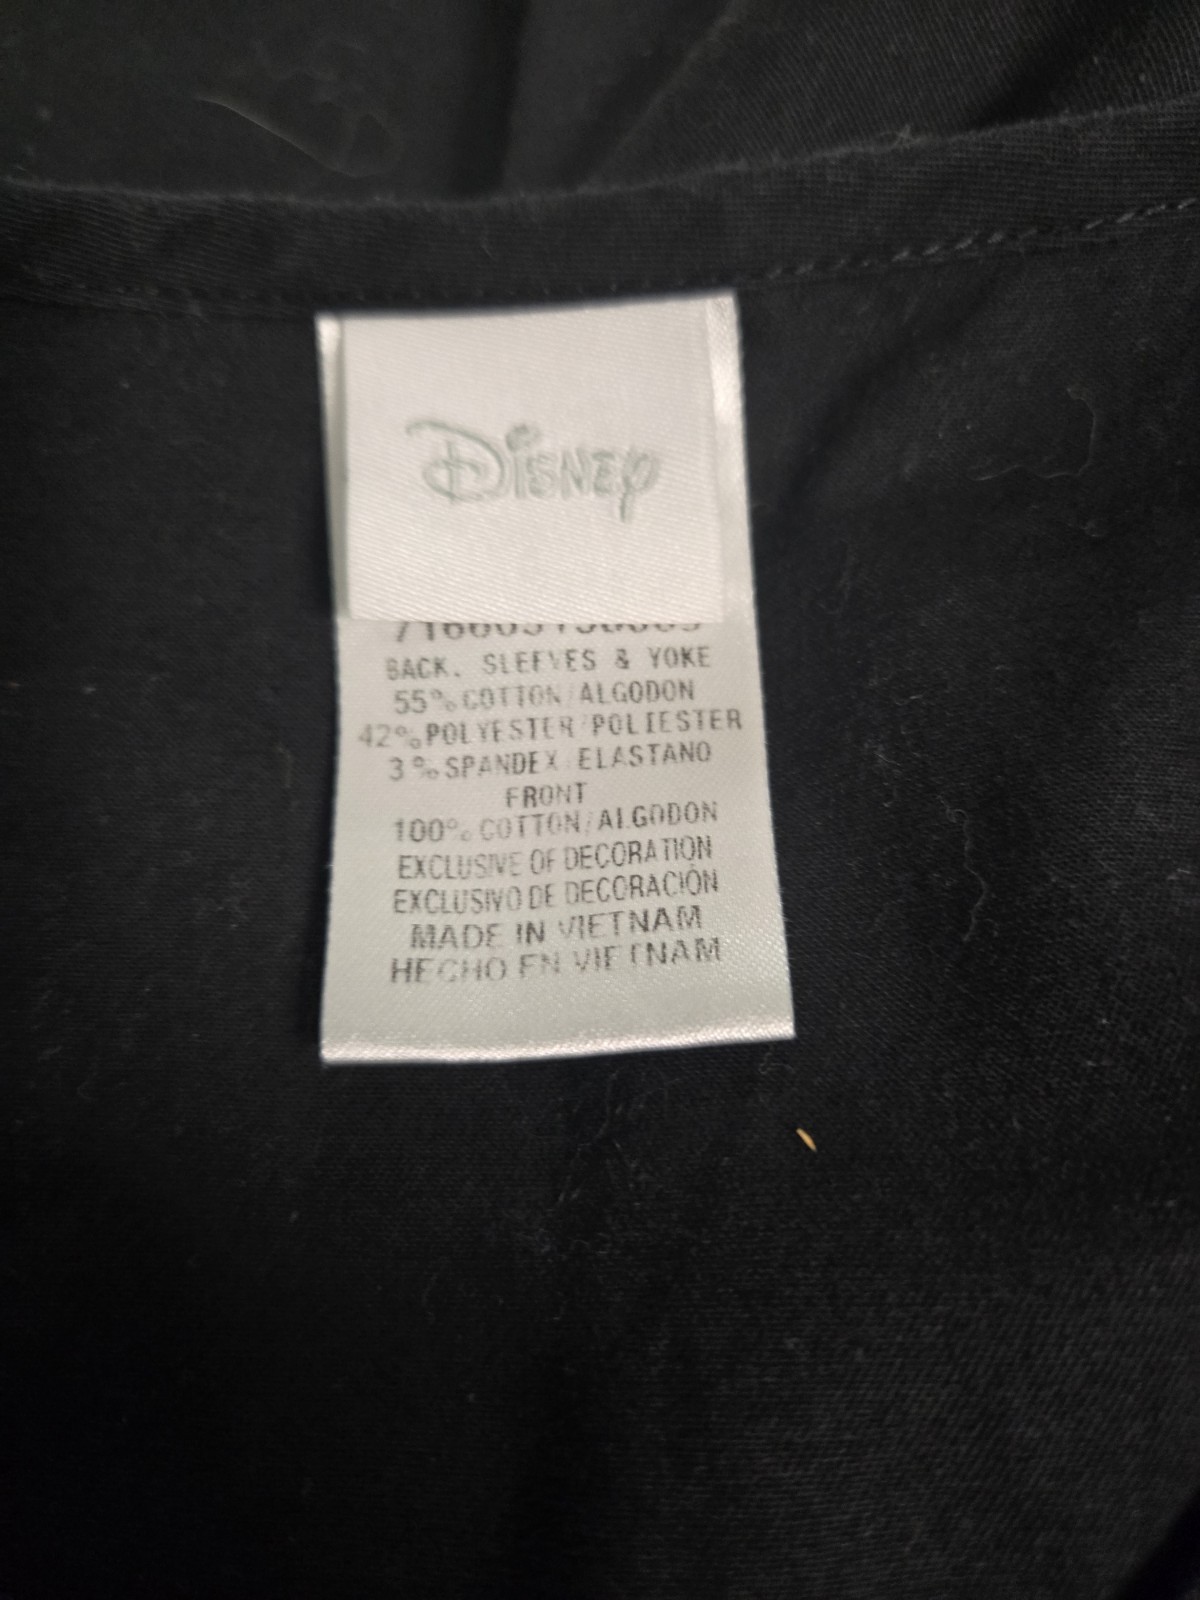 Disney
BACK. SLEEVES & YOKE
55% COTTON/ALGODON
42% POLYESTER/POLIESTER
3% SPANDEX/ELASTANO
FRONT
100% COTTON/ALGODON
EXCLUSIVE OF DECORATION
EXCLUSIVO DE DECORACIÓN
MADE IN VIETNAM
HECHO EN VIETNAM